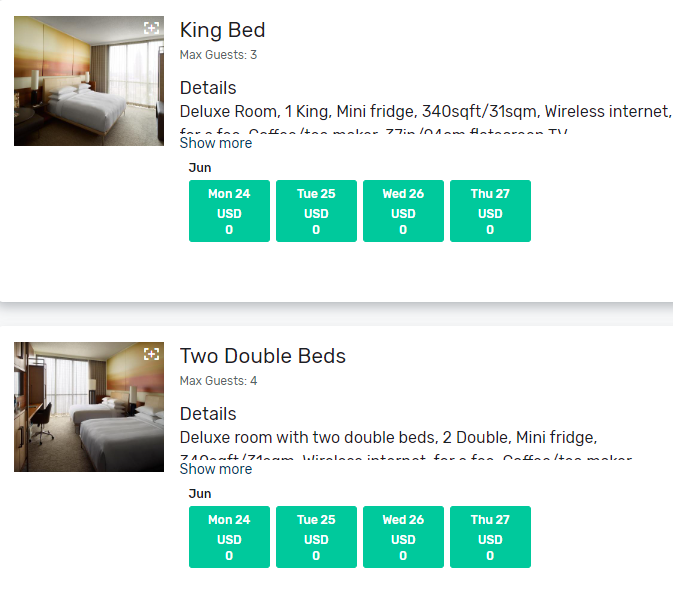 King Bed
Max Guests: 3
Details
Deluxe Room, 1 King, Mini fridge, 340sqft/31sqm, Wireless internet,
for a fee, Coffee/tea maker, 37in/94cm flatscreen TV
Show more
Jun
Mon 24 Tue 25 Wed 26 Thu 27
USD USD USD USD
0 0 0 0
Two Double Beds
Max Guests: 4
Details
Deluxe room with two double beds, 2 Double, Mini fridge,
340sqft/31sqm, Wireless internet, for a fee, Coffee/tea maker
Show more
Jun
Mon 24 Tue 25 Wed 26 Thu 27
USD USD USD USD
0 0 0 0